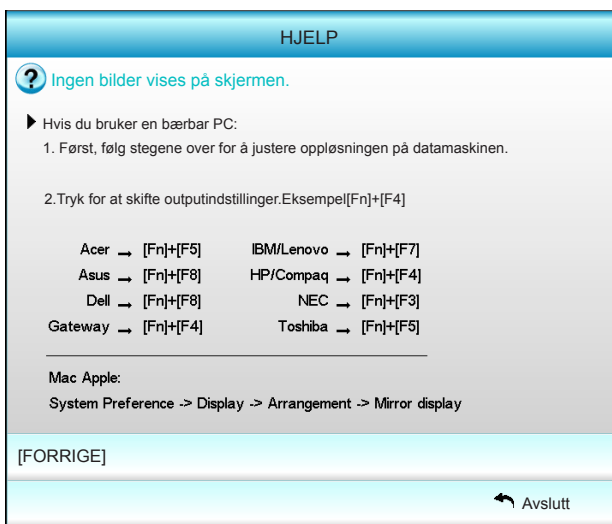 HJELP
Ingen bilder vises på skjermen.
Hvis du bruker en bærbar PC:
1. Først, følg stegene over for å justere oppløsningen på datamaskinen.
2.Tryk for at skifte outputindstillinger.Eksempel[Fn]+[F4]
Acer → [Fn]+[F5] IBM/Lenovo → [Fn]+[F7]
Asus → [Fn]+[F8] HP/Compaq → [Fn]+[F4]
Dell → [Fn]+[F8] NEC → [Fn]+[F3]
Gateway → [Fn]+[F4] Toshiba → [Fn]+[F5]
Mac Apple:
System Preference -> Display -> Arrangement -> Mirror display
[FORRIGE]
Avslutt